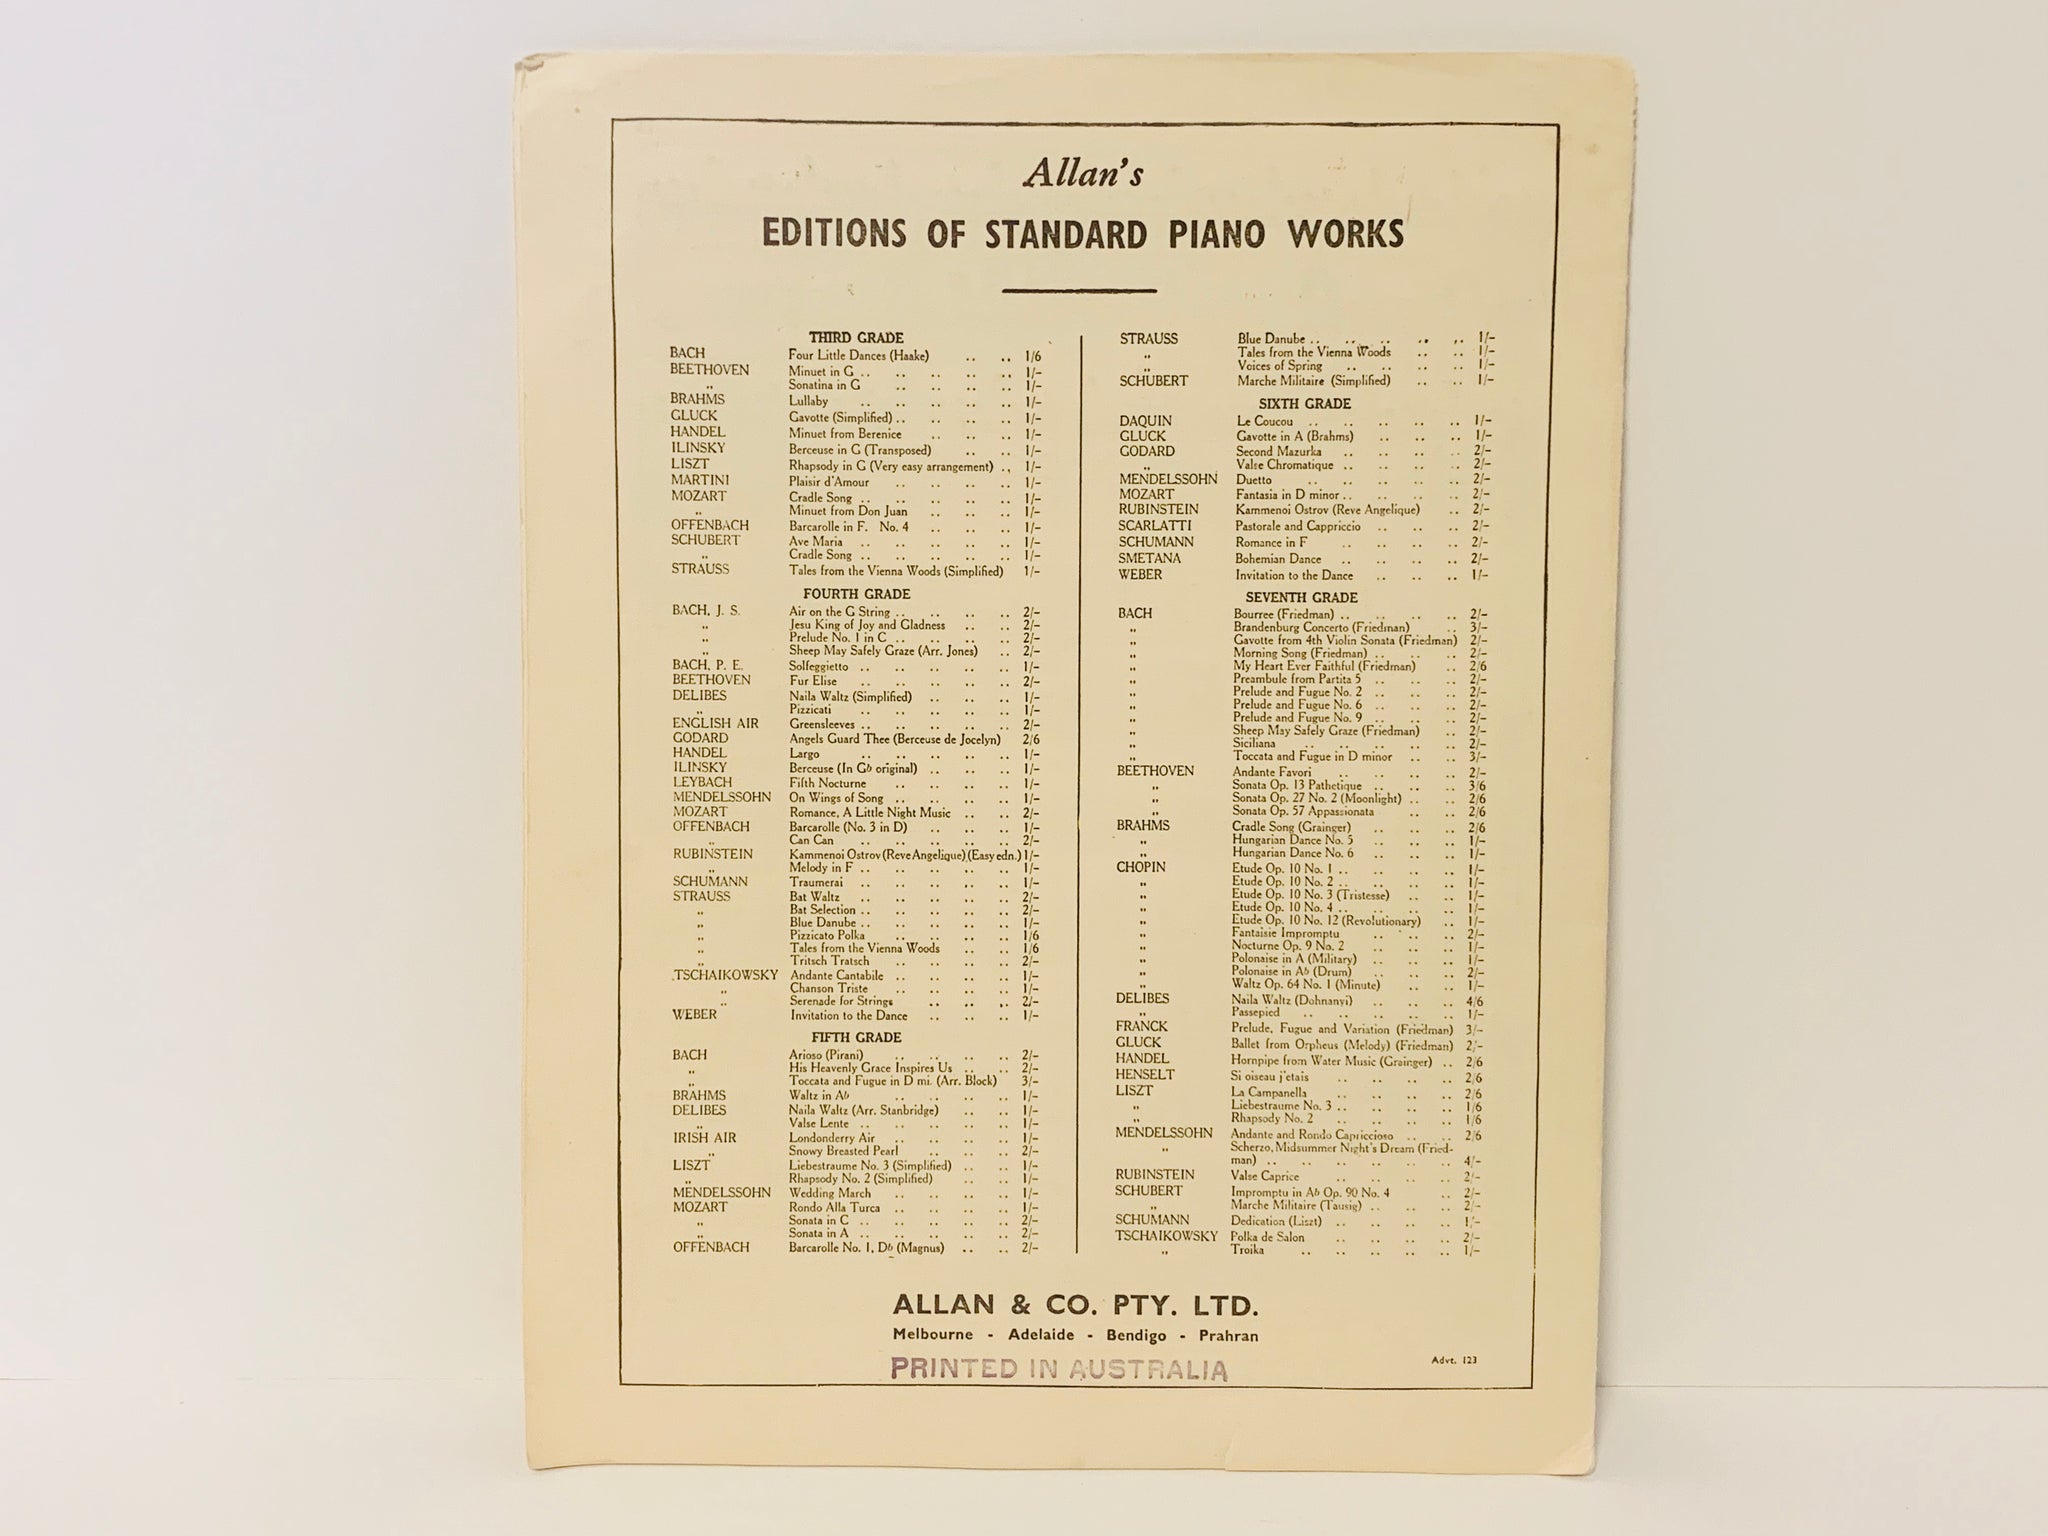 Allan's
EDITIONS OF STANDARD PIANO WORKS
THIRD GRADE
BACH Four Little Dances (Haake) .. .. 1/6
BEETHOVEN Minuet in G .. .. .. .. .. 1/-
„ Sonatina in G .. .. .. .. 1/-
BRAHMS Lullaby .. .. .. .. .. 1/-
GLUCK Gavotte (Simplified) .. .. .. .. 1/-
HANDEL Minuet from Berenice .. .. .. 1/-
ILINSKY Berceuse in G (Transposed) .. .. 1/-
LISZT Rhapsody in G (Very easy arrangement) .. 1/-
MARTINI Plaisir d'Amour .. .. .. .. 1/-
MOZART Cradle Song .. .. .. .. .. 1/-
„ Minuet from Don Juan .. .. .. 1/-
OFFENBACH Barcarolle in F. No. 4 .. .. .. 1/-
SCHUBERT Ave Maria .. .. .. .. .. 1/-
„ Cradle Song .. .. .. .. .. 1/-
STRAUSS Tales from the Vienna Woods (Simplified) 1/-
FOURTH GRADE
BACH, J. S. Air on the G String .. .. .. .. 2/-
„ Jesu King of Joy and Gladness .. .. 2/-
„ Prelude No. 1 in C .. .. .. .. 2/-
„ Sheep May Safely Graze (Arr. Jones) .. 2/-
BACH, P. E. Solfeggietto .. .. .. .. .. 1/-
BEETHOVEN Fur Elise .. .. .. .. .. 2/-
DELIBES Naila Waltz (Simplified) .. .. .. 1/-
„ Pizzicati .. .. .. .. .. 1/-
ENGLISH AIR Greensleeves .. .. .. .. .. 2/-
GODARD Angels Guard Thee (Berceuse de Jocelyn) 2/6
HANDEL Largo .. .. .. .. .. 1/-
ILINSKY Berceuse (In G♭ original) .. .. .. 1/-
LEYBACH Fifth Nocturne .. .. .. .. 1/-
MENDELSSOHN On Wings of Song .. .. .. .. 1/-
MOZART Romance, A Little Night Music .. .. 2/-
OFFENBACH Barcarolle (No. 3 in D) .. .. .. 1/-
„ Can Can .. .. .. .. .. 2/-
RUBINSTEIN Kammenoi Ostrov (Reve Angelique) (Easy edn.) 1/-
„ Melody in F .. .. .. .. .. 1/-
SCHUMANN Traumerai .. .. .. .. .. 1/-
STRAUSS Bat Waltz .. .. .. .. .. 2/-
„ Bat Selection .. .. .. .. .. 2/-
„ Blue Danube .. .. .. .. .. 1/-
„ Pizzicato Polka .. .. .. .. 1/6
„ Tales from the Vienna Woods .. .. 1/6
„ Tritsch Tratsch .. .. .. .. 2/-
TSCHAIKOWSKY Andante Cantabile .. .. .. .. 1/-
„ Chanson Triste .. .. .. .. 1/-
„ Serenade for Strings .. .. .. 2/-
WEBER Invitation to the Dance .. .. .. 1/-
FIFTH GRADE
BACH Arioso (Pirani) .. .. .. .. 2/-
„ His Heavenly Grace Inspires Us .. .. 2/-
„ Toccata and Fugue in D mi. (Arr. Block) 3/-
BRAHMS Waltz in A♭ .. .. .. .. 1/-
DELIBES Naila Waltz (Arr. Stanbridge) .. .. 1/-
„ Valse Lente .. .. .. .. .. 1/-
IRISH AIR Londonderry Air .. .. .. .. 1/-
„ Snowy Breasted Pearl .. .. .. 2/-
LISZT Liebestraume No. 3 (Simplified) .. .. 1/-
„ Rhapsody No. 2 (Simplified) .. .. 1/-
MENDELSSOHN Wedding March .. .. .. .. 1/-
MOZART Rondo Alla Turca .. .. .. .. 1/-
„ Sonata in C .. .. .. .. .. 2/-
„ Sonata in A .. .. .. .. .. 2/-
OFFENBACH Barcarolle No. 1, D♭ (Magnus) .. .. 2/-
STRAUSS Blue Danube .. .. .. .. .. 1/-
„ Tales from the Vienna Woods .. .. 1/-
„ Voices of Spring .. .. .. .. 1/-
SCHUBERT Marche Militaire (Simplified) .. .. 1/-
SIXTH GRADE
DAQUIN Le Coucou .. .. .. .. .. 1/-
GLUCK Gavotte in A (Brahms) .. .. .. 1/-
GODARD Second Mazurka .. .. .. .. 2/-
„ Valse Chromatique .. .. .. .. 2/-
MENDELSSOHN Duetto .. .. .. .. .. 2/-
MOZART Fantasia in D minor .. .. .. .. 2/-
RUBINSTEIN Kammenoi Ostrov (Reve Angelique) .. 2/-
SCARLATTI Pastorale and Cappriccio .. .. .. 2/-
SCHUMANN Romance in F .. .. .. .. 2/-
SMETANA Bohemian Dance .. .. .. .. 2/-
WEBER Invitation to the Dance .. .. .. 1/-
SEVENTH GRADE
BACH Bourree (Friedman) .. .. .. .. 2/-
„ Brandenburg Concerto (Friedman) .. 3/-
„ Gavotte from 4th Violin Sonata (Friedman) 2/-
„ Morning Song (Friedman) .. .. .. 2/-
„ My Heart Ever Faithful (Friedman) .. 2/6
„ Preambule from Partita 5 .. .. .. 2/-
„ Prelude and Fugue No. 2 .. .. .. 2/-
„ Prelude and Fugue No. 6 .. .. .. 2/-
„ Prelude and Fugue No. 9 .. .. .. 2/-
„ Sheep May Safely Graze (Friedman) .. 2/-
„ Siciliana .. .. .. .. .. 2/-
„ Toccata and Fugue in D minor .. .. 3/-
BEETHOVEN Andante Favori .. .. .. .. 2/-
„ Sonata Op. 13 Pathetique .. .. .. 3/6
„ Sonata Op. 27 No. 2 (Moonlight) .. .. 2/6
„ Sonata Op. 57 Appassionata .. .. 2/6
BRAHMS Cradle Song (Grainger) .. .. .. 2/6
„ Hungarian Dance No. 5 .. .. .. 1/-
„ Hungarian Dance No. 6 .. .. .. 1/-
CHOPIN Etude Op. 10 No. 1 .. .. .. .. 1/-
„ Etude Op. 10 No. 2 .. .. .. .. 1/-
„ Etude Op. 10 No. 3 (Tristesse) .. .. 1/-
„ Etude Op. 10 No. 4 .. .. .. .. 1/-
„ Etude Op. 10 No. 12 (Revolutionary) .. 1/-
„ Fantaisie Impromptu .. .. .. 2/-
„ Nocturne Op. 9 No. 2 .. .. .. 1/-
„ Polonaise in A (Military) .. .. .. 1/-
„ Polonaise in A♭ (Drum) .. .. .. 2/-
„ Waltz Op. 64 No. 1 (Minute) .. .. 1/-
DELIBES Naila Waltz (Dohnanyi) .. .. .. 4/6
„ Passepied .. .. .. .. .. 1/-
FRANCK Prelude, Fugue and Variation (Friedman) 3/-
GLUCK Ballet from Orpheus (Melody) (Friedman) 2/-
HANDEL Hornpipe from Water Music (Grainger) .. 2/6
HENSELT Si oiseau j'etais .. .. .. .. 2/6
LISZT La Campanella .. .. .. .. 2/6
„ Liebestraume No. 3 .. .. .. .. 1/6
„ Rhapsody No. 2 .. .. .. .. 1/6
MENDELSSOHN Andante and Rondo Capriccioso .. .. 2/6
„ Scherzo, Midsummer Night's Dream (Fried-
man) .. .. .. .. .. .. 4/-
RUBINSTEIN Valse Caprice .. .. .. .. 2/-
SCHUBERT Impromptu in A♭ Op. 90 No. 4 .. 2/-
„ Marche Militaire (Tausig) .. .. .. 2/-
SCHUMANN Dedication (Liszt) .. .. .. .. 1/-
TSCHAIKOWSKY Polka de Salon .. .. .. .. 2/-
„ Troika .. .. .. .. .. 1/-
ALLAN & CO. PTY. LTD.
Melbourne - Adelaide - Bendigo - Prahran
PRINTED IN AUSTRALIA
Advt. 123